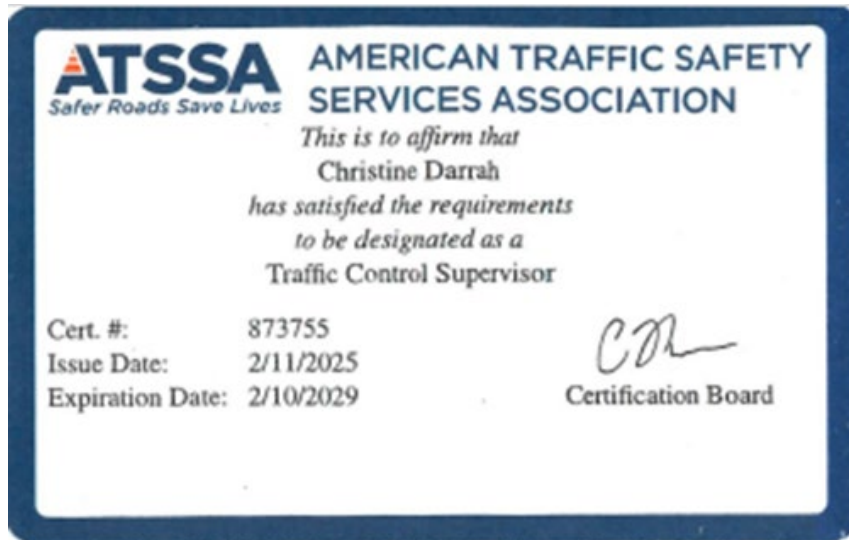 ATSSA
Safer Roads Save Lives
AMERICAN TRAFFIC SAFETY
SERVICES ASSOCIATION
This is to affirm that
Christine Darrah
has satisfied the requirements
to be designated as a
Traffic Control Supervisor
Cert. #: 873755
Issue Date: 2/11/2025
Expiration Date: 2/10/2029
Certification Board